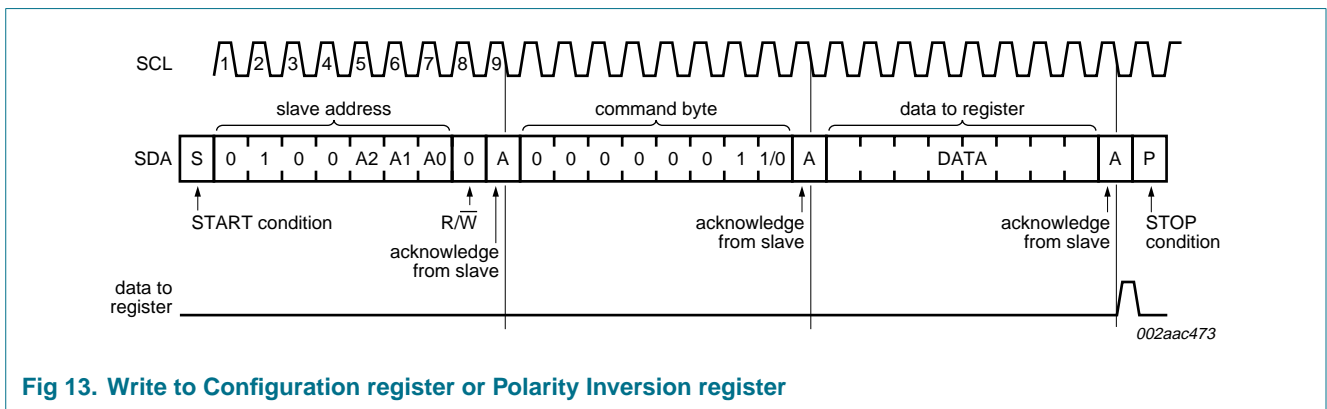 SCL 1 2 3 4 5 6 7 8 9
slave address command byte data to register
SDA S 0 1 0 0 A2 A1 A0 0 A 0 0 0 0 0 0 1 1/0 A DATA A P
START condition R/W̅ acknowledge from slave acknowledge from slave acknowledge from slave STOP condition
data to
register
002aac473
Fig 13. Write to Configuration register or Polarity Inversion register